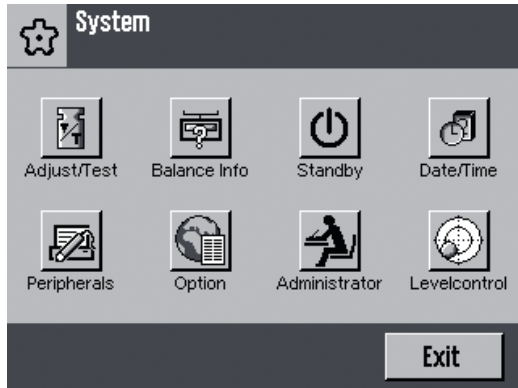 System
Adjust/Test Balance Info Standby Date/Time
Peripherals Option Administrator Levelcontrol
Exit